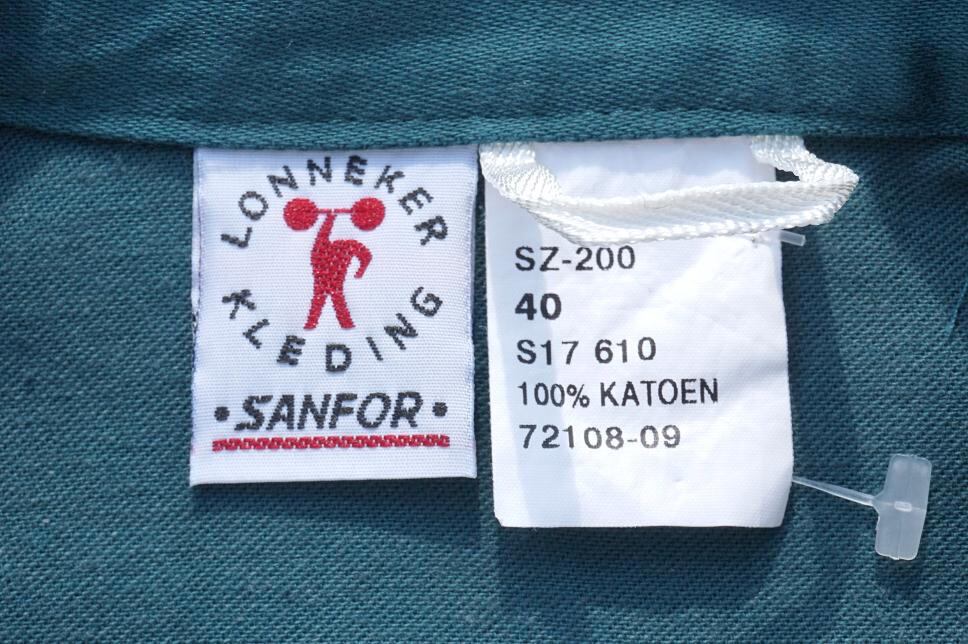 LONNEKER
KLEDING
• SANFOR •
SZ-200
40
S17 610
100% KATOEN
72108-09